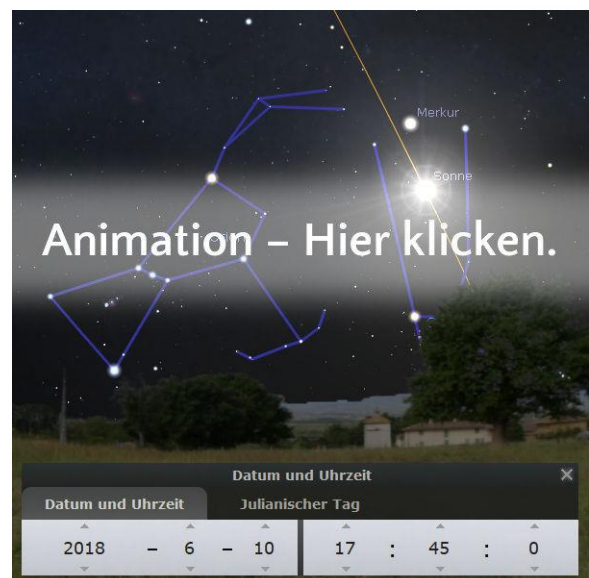 Merkur
Sonne
Animation – Hier klicken.
Datum und Uhrzeit ×
Datum und Uhrzeit Julianischer Tag
2018 – 6 – 10 17 : 45 : 0